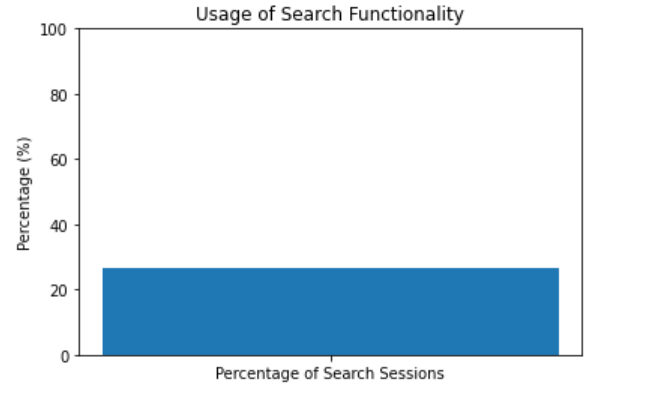 Usage of Search Functionality
100
80
60
40
20
0
Percentage (%)
Percentage of Search Sessions